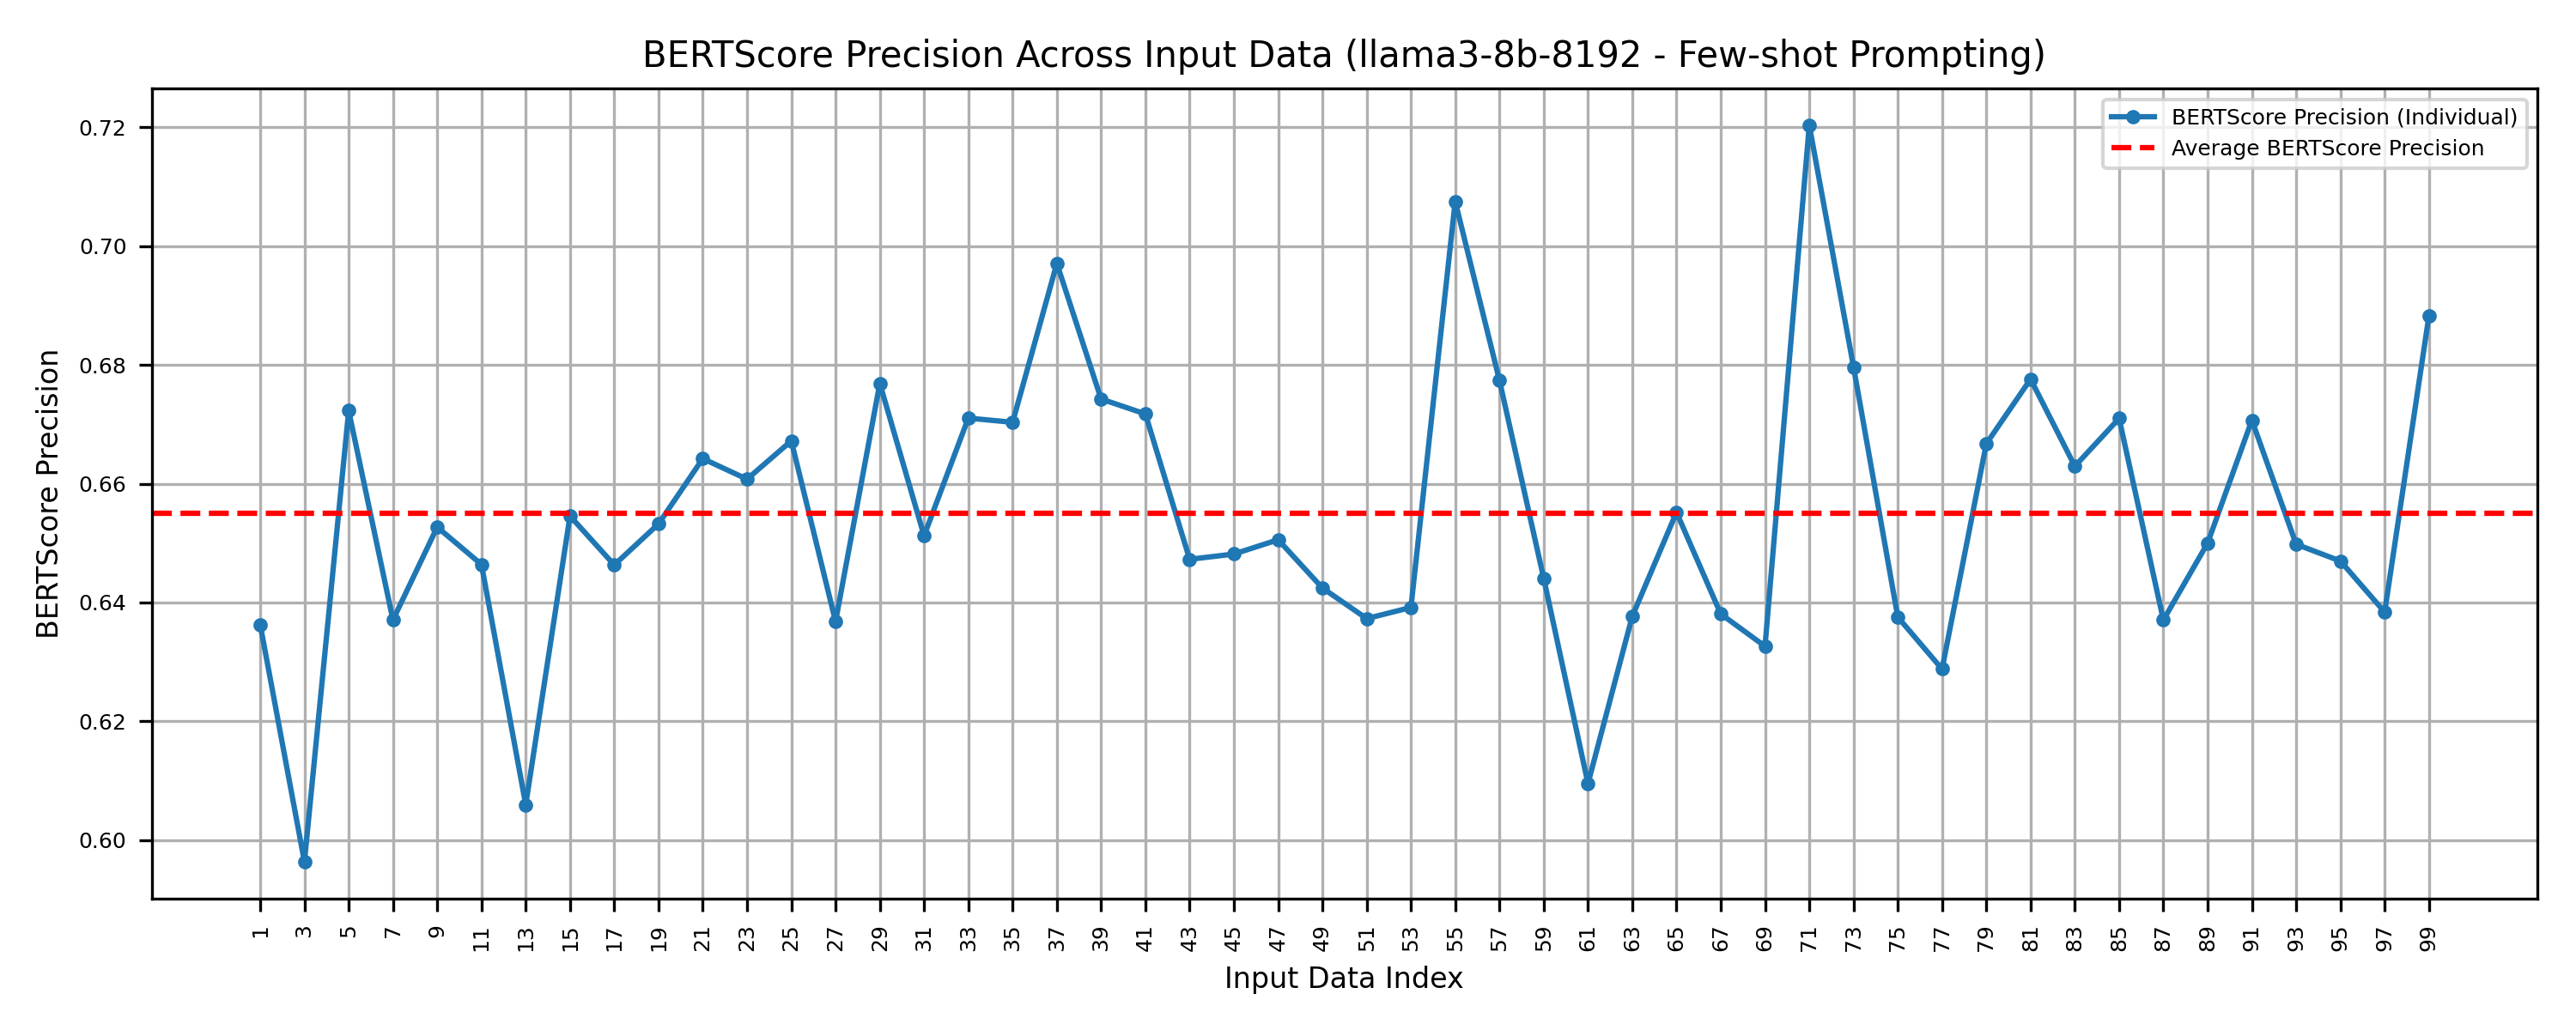 BERTScore Precision Across Input Data (llama3-8b-8192 - Few-shot Prompting)
BERTScore Precision (Individual)
Average BERTScore Precision
BERTScore Precision
0.72
0.70
0.68
0.66
0.64
0.62
0.60
1 3 5 7 9 11 13 15 17 19 21 23 25 27 29 31 33 35 37 39 41 43 45 47 49 51 53 55 57 59 61 63 65 67 69 71 73 75 77 79 81 83 85 87 89 91 93 95 97 99
Input Data Index